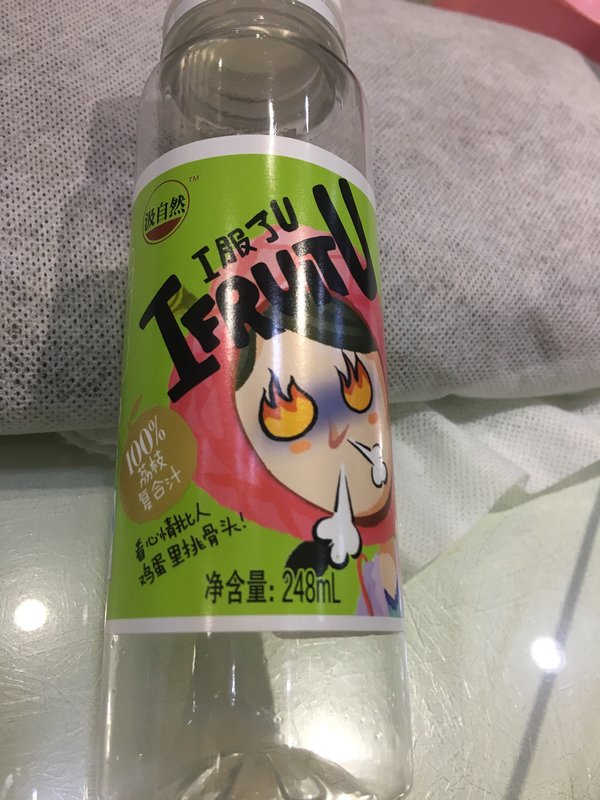 汲自然
TM
I服了U
IFRUITU
100%
荔枝
复合汁
看心情批人
鸡蛋里挑骨头!
净含量: 248mL